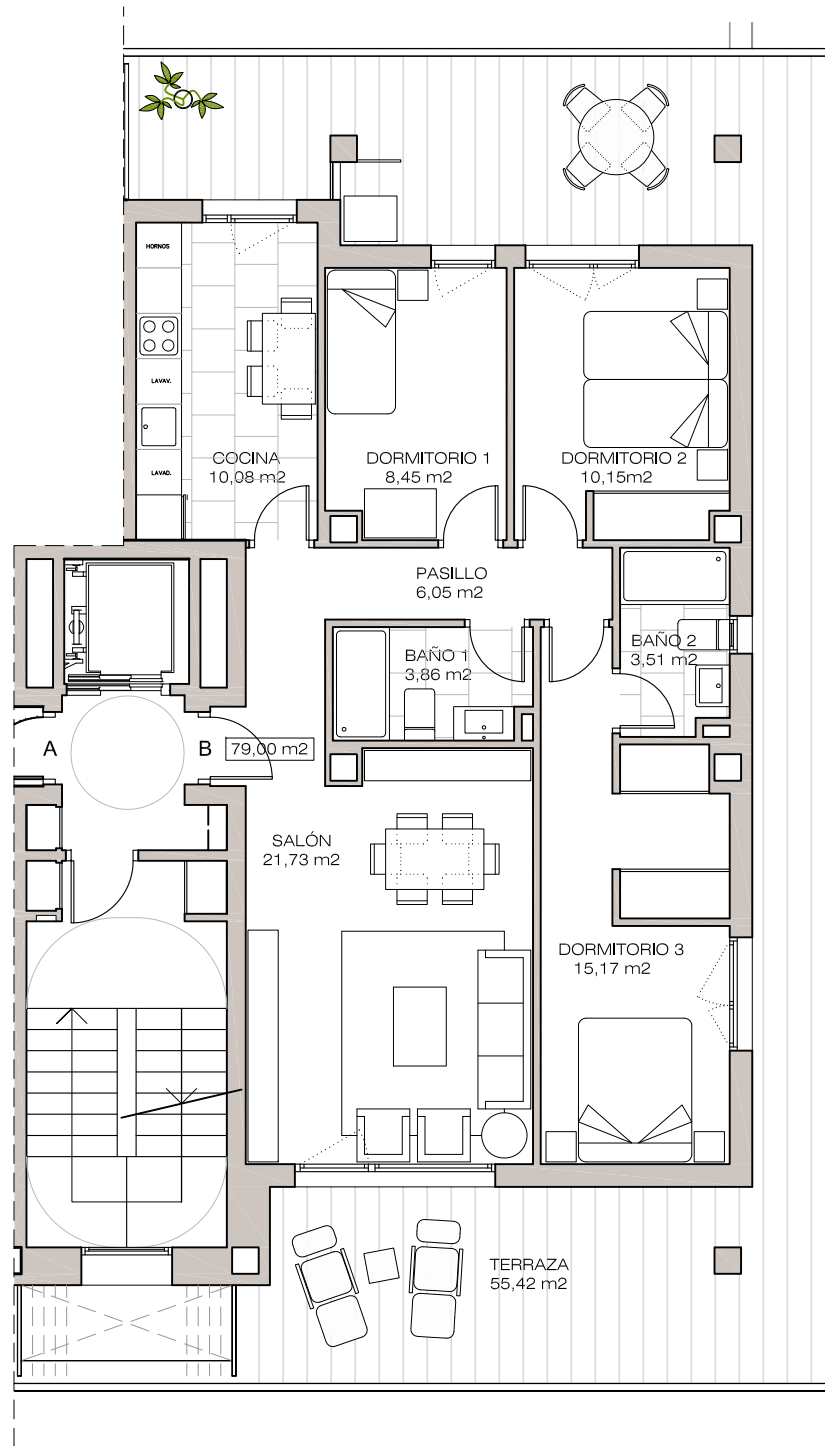 HORNOS
LAVAV.
LAVAD.
COCINA
10,08 m2
DORMITORIO 1
8,45 m2
DORMITORIO 2
10,15m2
PASILLO
6,05 m2
BAÑO 1
3,86 m2
BAÑO 2
3,51 m2
A
B
79,00 m2
SALÓN
21,73 m2
DORMITORIO 3
15,17 m2
TERRAZA
55,42 m2